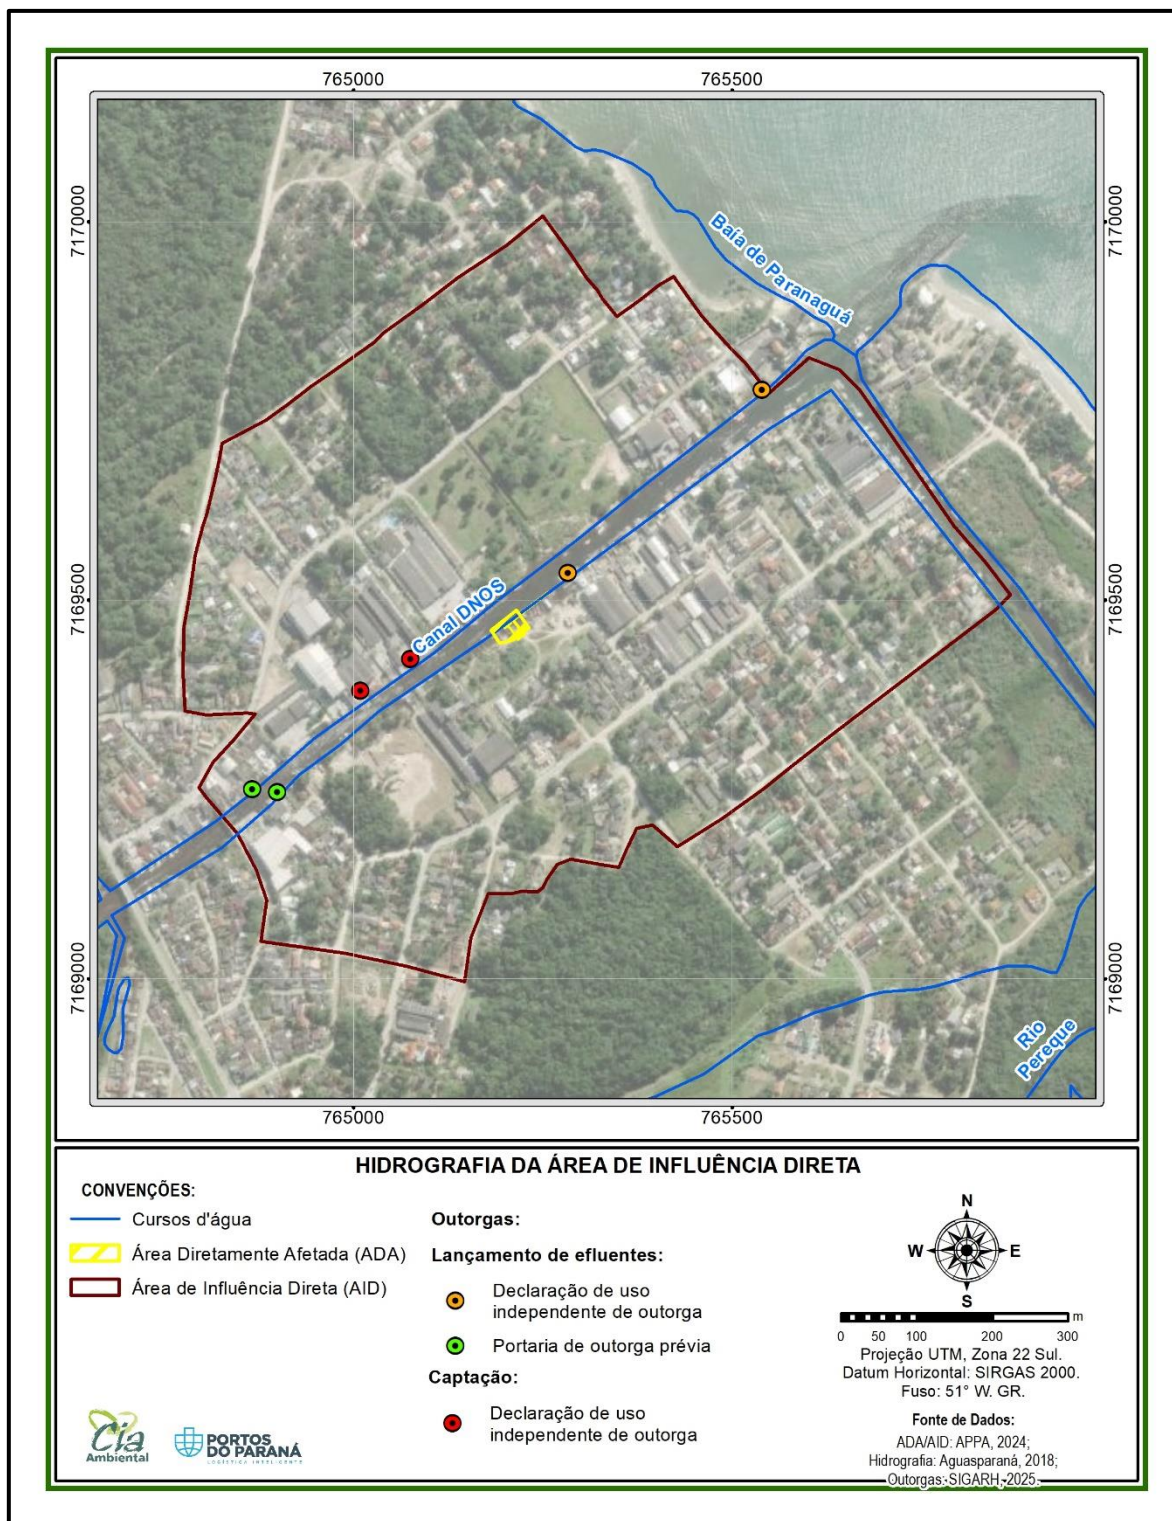 765000
765500
7170000
7170000
Baía de Paranaguá
7169500
7169500
Canal DNOS
7169000
7169000
Rio
Pereque
765000
765500
HIDROGRAFIA DA ÁREA DE INFLUÊNCIA DIRETA
CONVENÇÕES:
Cursos d'água
Área Diretamente Afetada (ADA)
Área de Influência Direta (AID)
Outorgas:
Lançamento de efluentes:
Declaração de uso
independente de outorga
Portaria de outorga prévia
Captação:
Declaração de uso
independente de outorga
N
W
E
S
m
0 50 100 200 300
Projeção UTM, Zona 22 Sul.
Datum Horizontal: SIRGAS 2000.
Fuso: 51° W. GR.
Fonte de Dados:
ADA/AID: APPA, 2024;
Hidrografia: Aguasparaná, 2018;
Outorgas: SIGARH, 2025.
Cia
Ambiental
PORTOS
DO PARANÁ
LOGÍSTICA INTELIGENTE